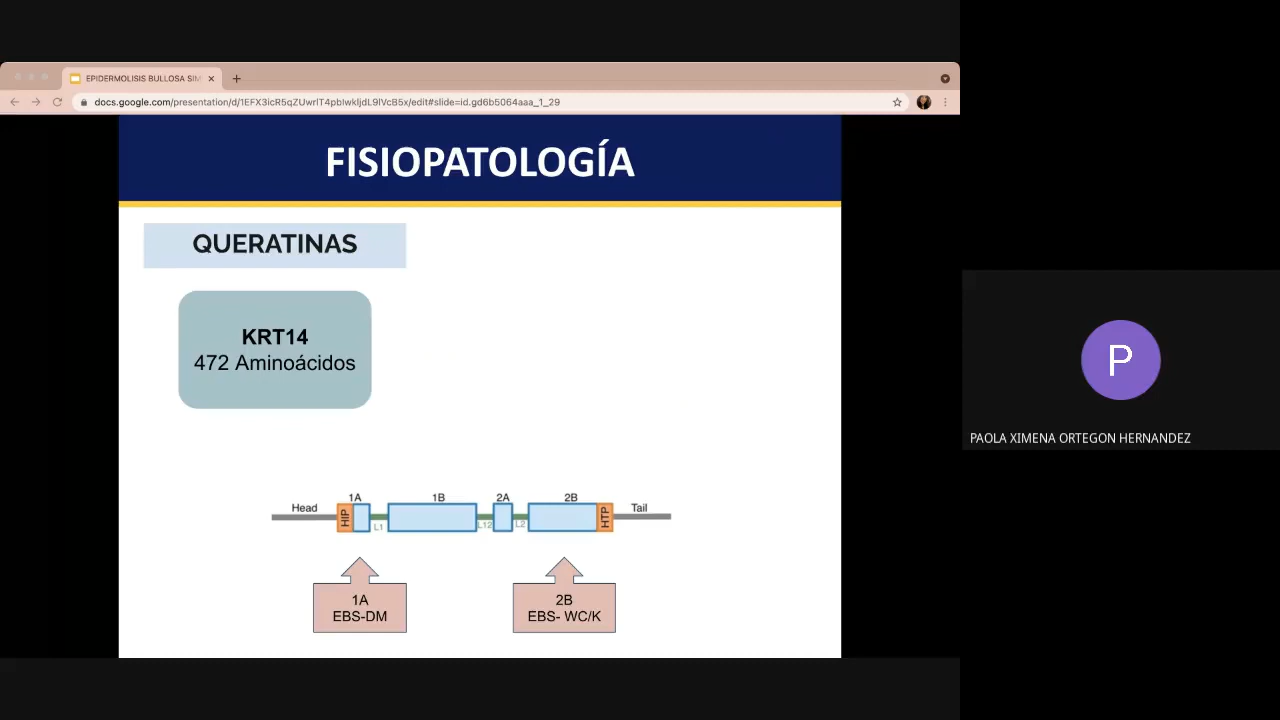 EPIDERMOLISIS BULLOSA SIM
docs.google.com/presentation/d/1EFX3icR5qZUwrlT4pbIwkljdL9lVcB5x/edit#slide=id.gd6b5064aaa_1_29
FISIOPATOLOGÍA
QUERATINAS
KRT14
472 Aminoácidos
Head
1A
1B
2A
2B
Tail
HIP
L1
L12
L2
HTP
1A
EBS-DM
2B
EBS- WC/K
P
PAOLA XIMENA ORTEGON HERNANDEZ